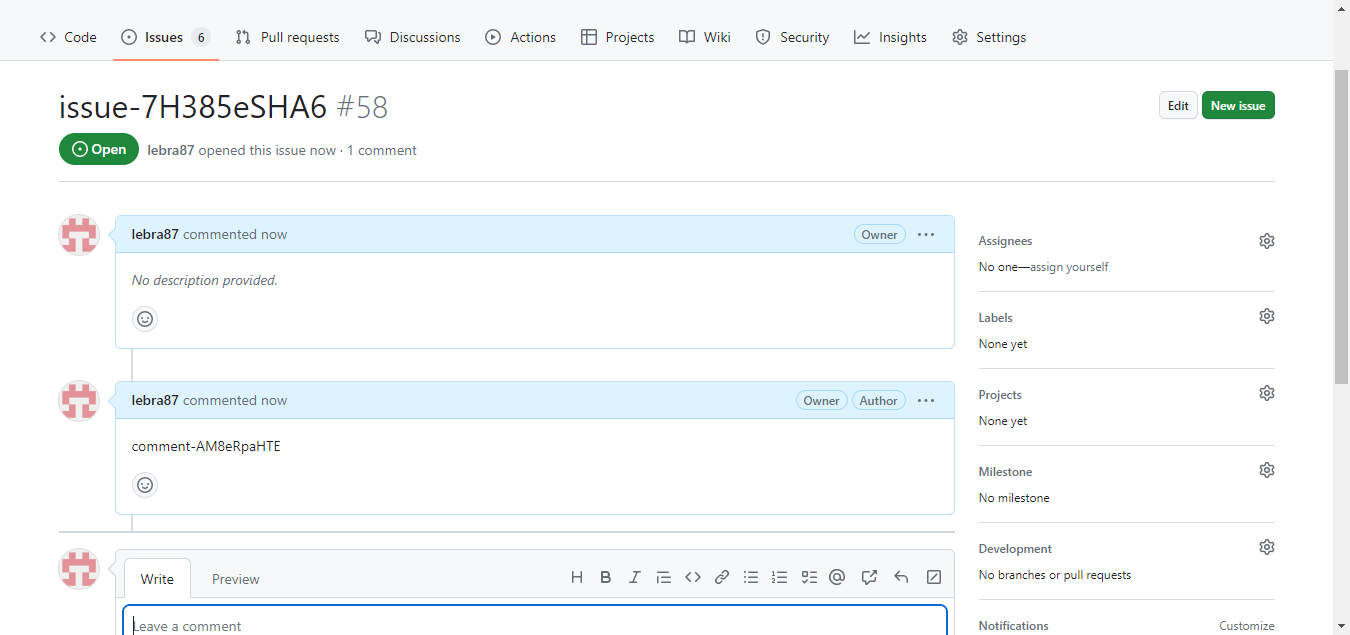 Code Issues 6 Pull requests Discussions Actions Projects Wiki Security Insights Settings
issue-7H385eSHA6 #58
Edit New issue
Open lebra87 opened this issue now · 1 comment
lebra87 commented now Owner
No description provided.
lebra87 commented now Owner Author
comment-AM8eRpaHTE
Write Preview
Leave a comment
Assignees
No one—assign yourself
Labels
None yet
Projects
None yet
Milestone
No milestone
Development
No branches or pull requests
Notifications Customize